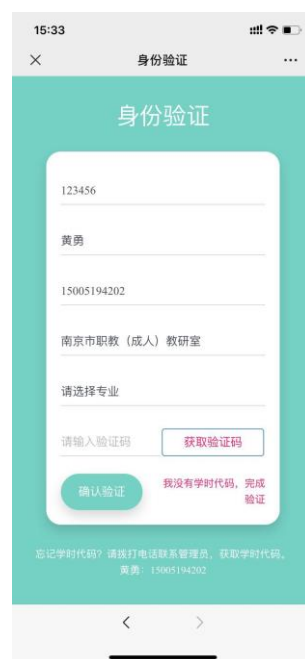 15:33
身份验证
身份验证
123456
黄勇
15005194202
南京市职教（成人）教研室
请选择专业
请输入验证码
获取验证码
确认验证
我没有学时代码，完成
验证
忘记学时代码？请拨打电话联系管理员，获取学时代码。
黄勇：15005194202